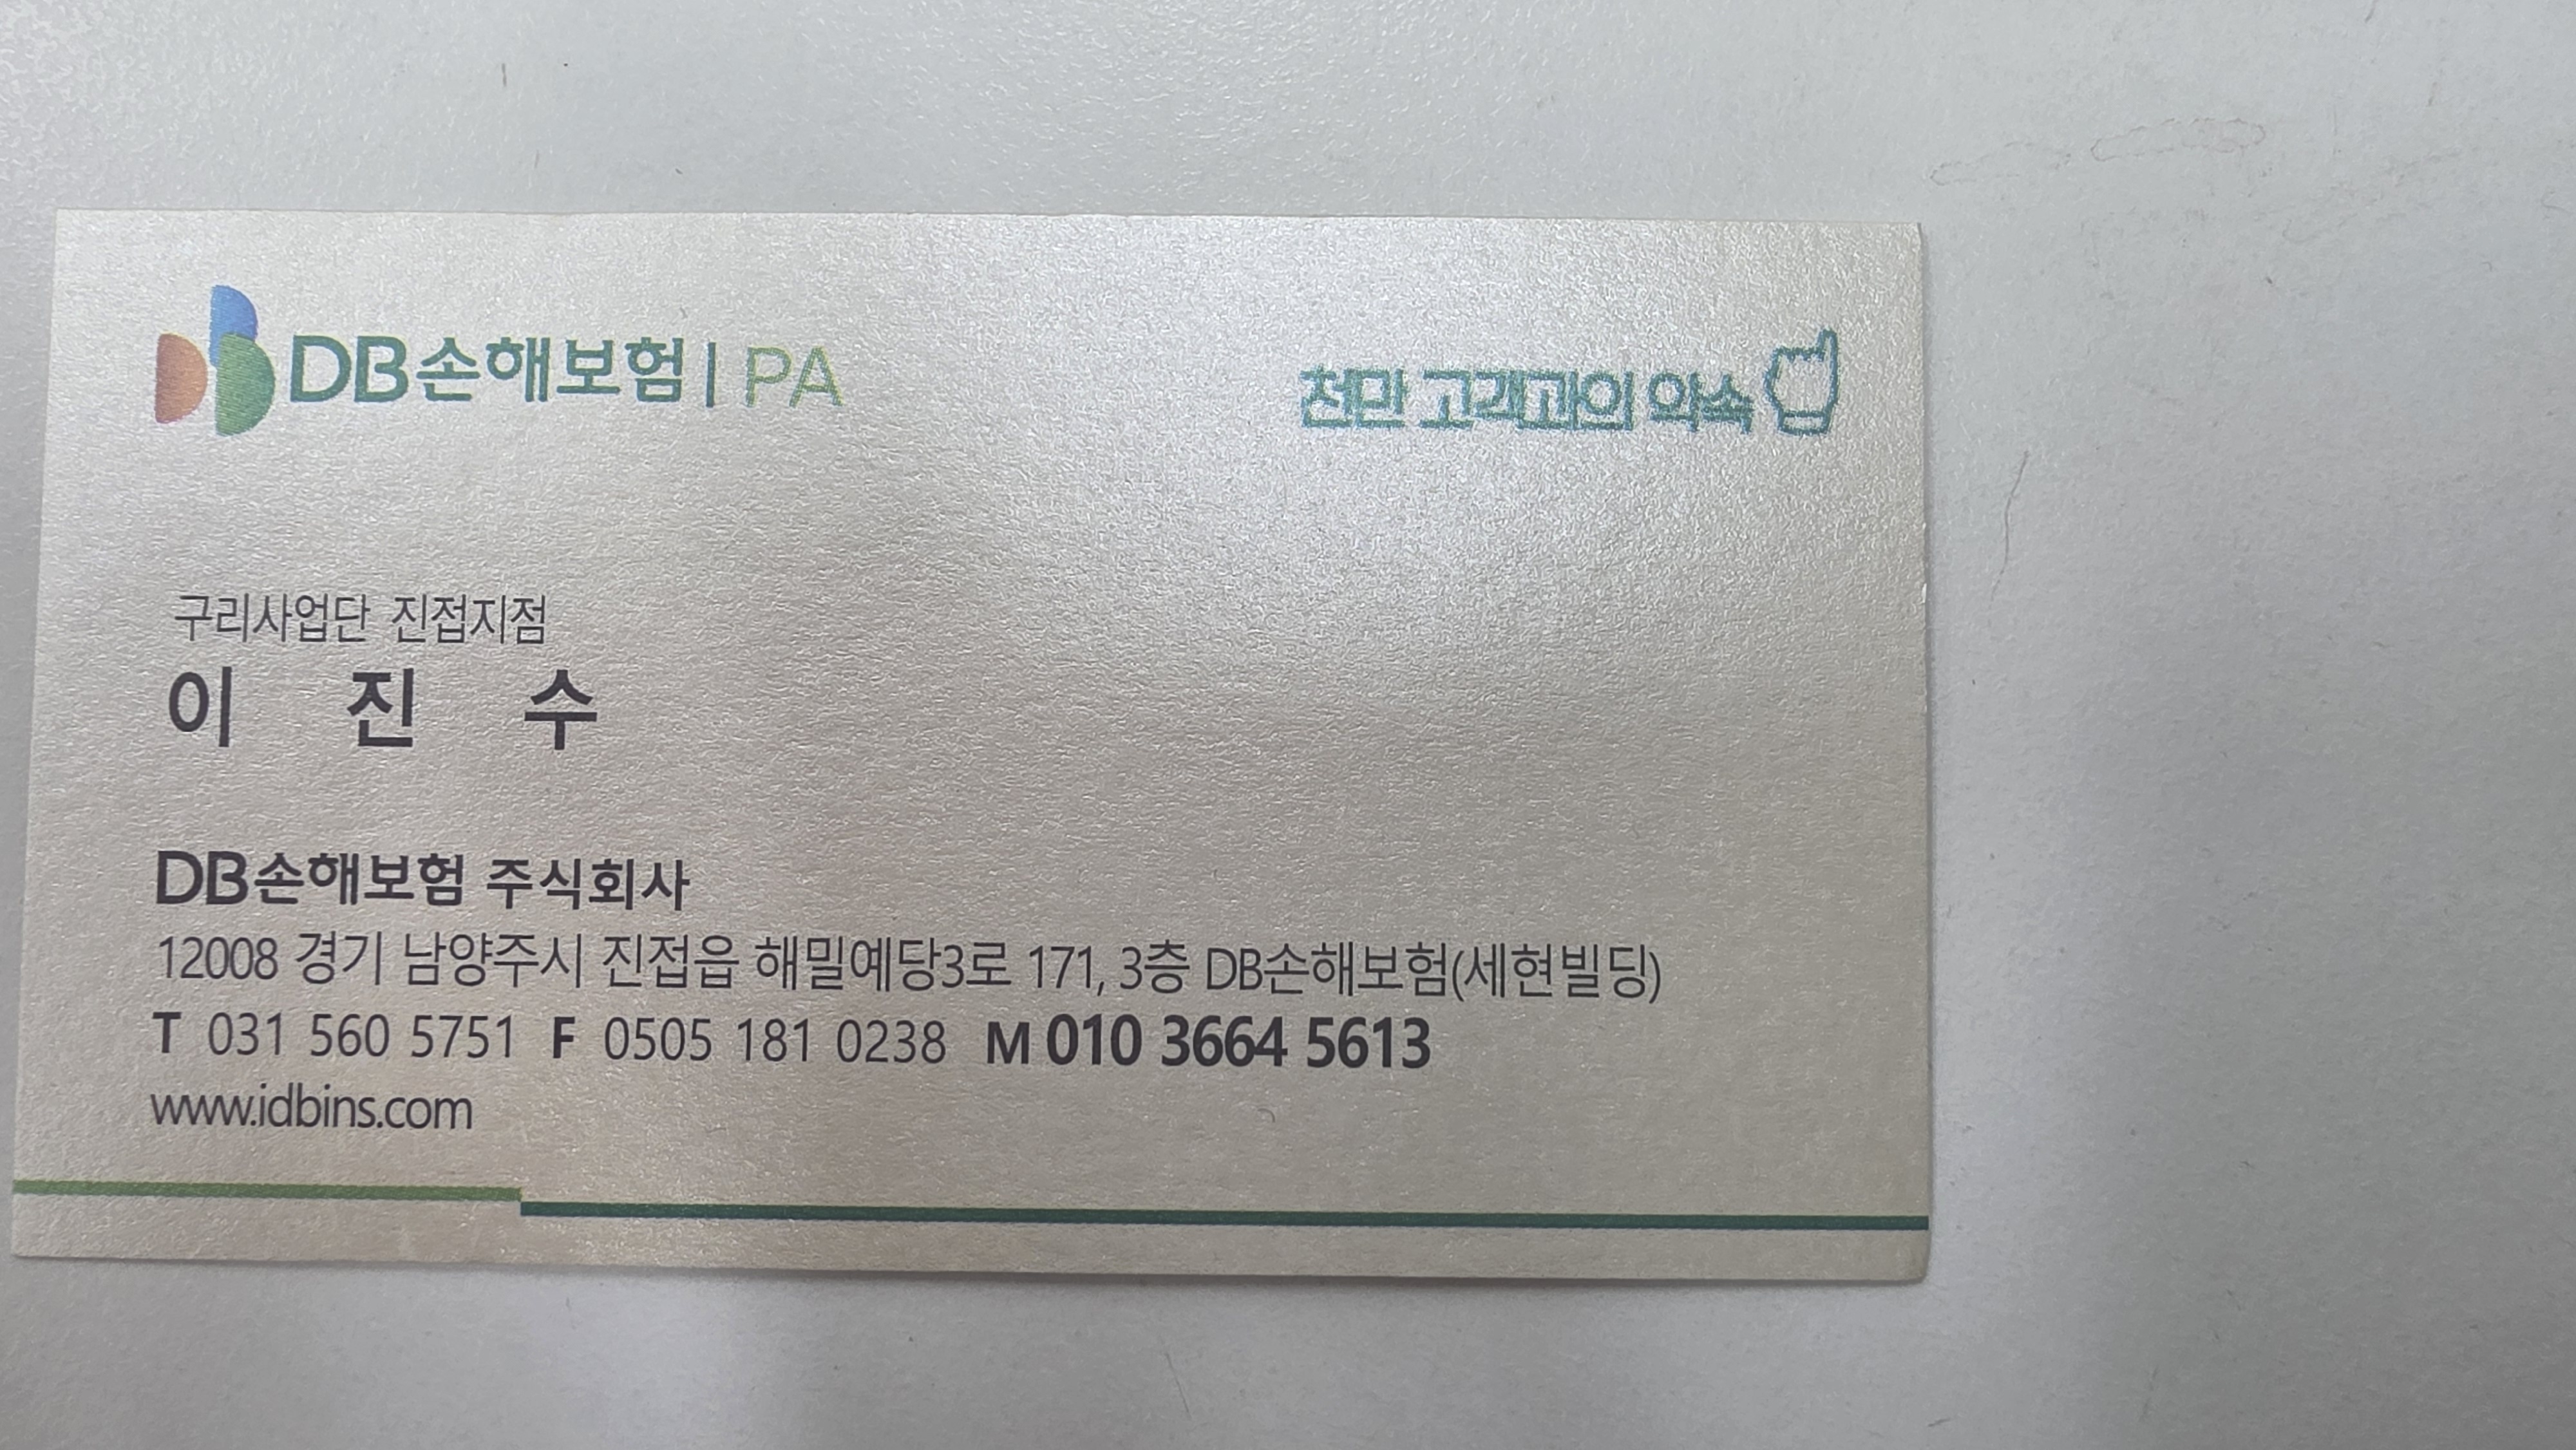 DB손해보험 | PA
천만 고객과의 약속
구리사업단 진접지점
이 진 수
DB손해보험 주식회사
12008 경기 남양주시 진접읍 해밀예당3로 171, 3층 DB손해보험(세현빌딩)
T 031 560 5751 F 0505 181 0238 M 010 3664 5613
www.idbins.com